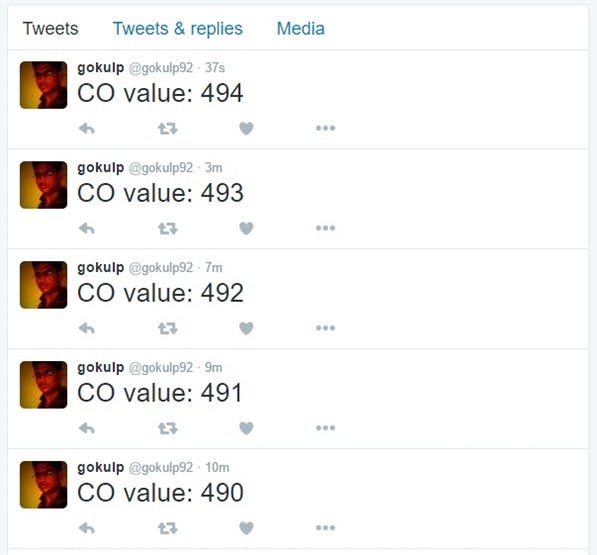 Tweets Tweets & replies Media
gokulp @gokulp92 · 37s
CO value: 494
gokulp @gokulp92 · 3m
CO value: 493
gokulp @gokulp92 · 7m
CO value: 492
gokulp @gokulp92 · 9m
CO value: 491
gokulp @gokulp92 · 10m
CO value: 490